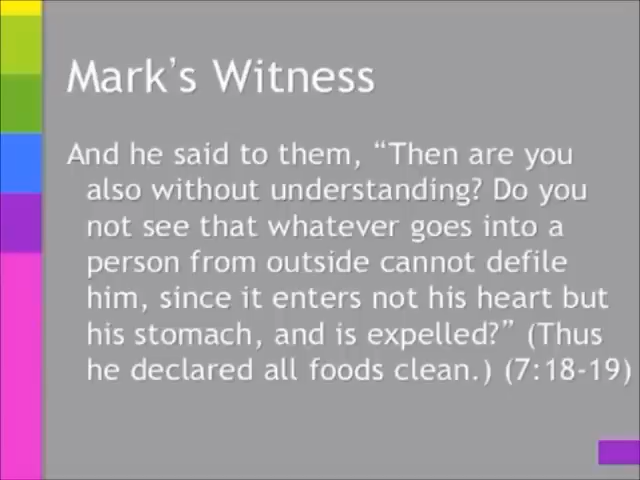 Mark's Witness
And he said to them, “Then are you
also without understanding? Do you
not see that whatever goes into a
person from outside cannot defile
him, since it enters not his heart but
his stomach, and is expelled?” (Thus
he declared all foods clean.) (7:18-19)